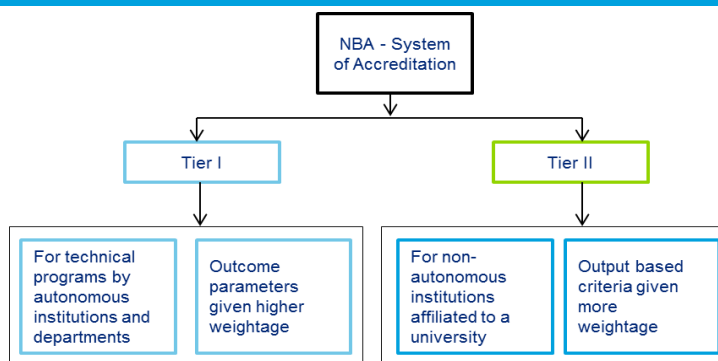 NBA - System
of Accreditation
Tier I
Tier II
For technical
programs by
autonomous
institutions and
departments
Outcome
parameters
given higher
weightage
For non-
autonomous
institutions
affiliated to a
university
Output based
criteria given
more
weightage